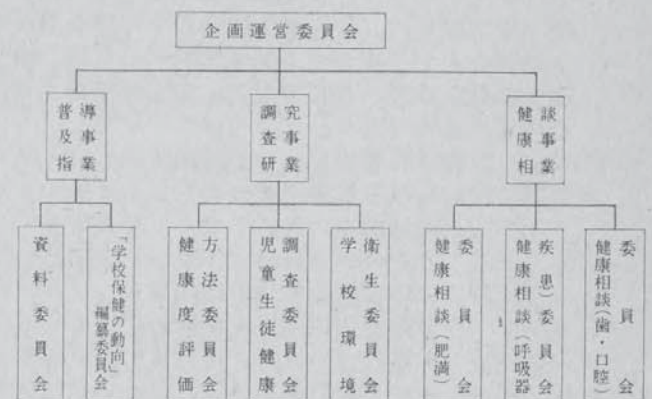 企画運営委員会
普及指
導事業
調査研
究事業
健康相
談事業
資料委員会
「学校保健の動向」
編纂委員会
健康度評価
方法委員会
児童生徒健康
調査委員会
学校環境
衛生委員会
健康相談(肥満)
委員会
健康相談(呼吸器
疾患)委員会
健康相談(歯・口腔)
委員会